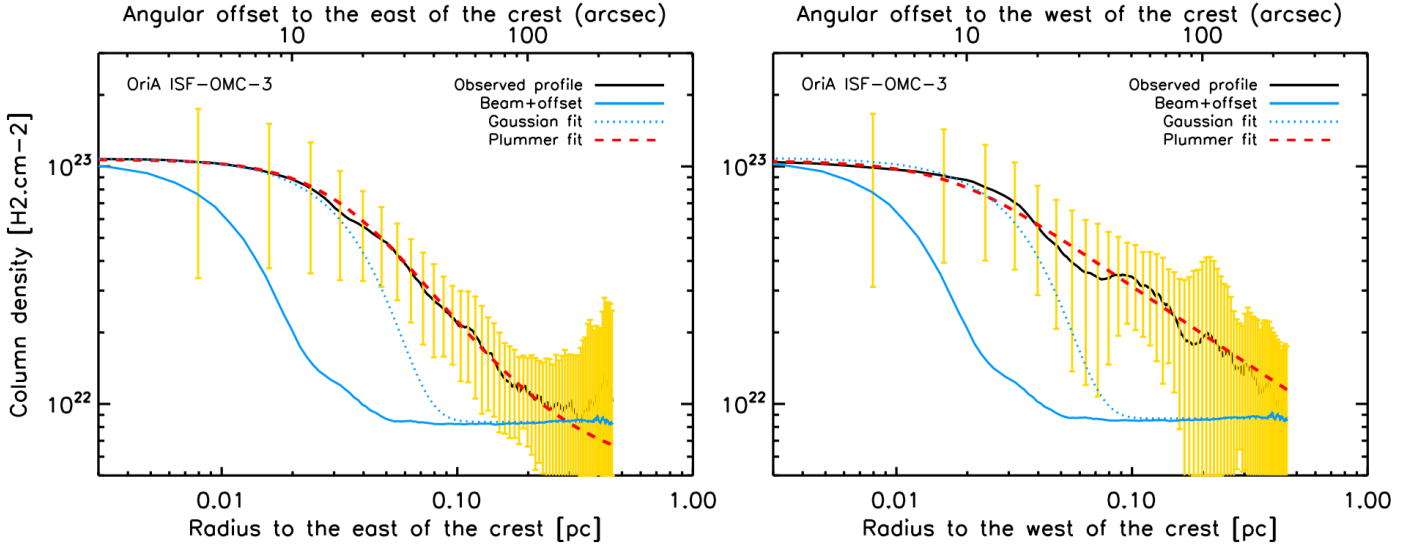 Angular offset to the east of the crest (arcsec)
10 100
OriA ISF-OMC-3
Observed profile
Beam+offset
Gaussian fit
Plummer fit
Column density [H2.cm-2]
10^23
10^22
0.01 0.10 1.00
Radius to the east of the crest [pc]
Angular offset to the west of the crest (arcsec)
10 100
OriA ISF-OMC-3
Observed profile
Beam+offset
Gaussian fit
Plummer fit
10^23
10^22
0.01 0.10 1.00
Radius to the west of the crest [pc]